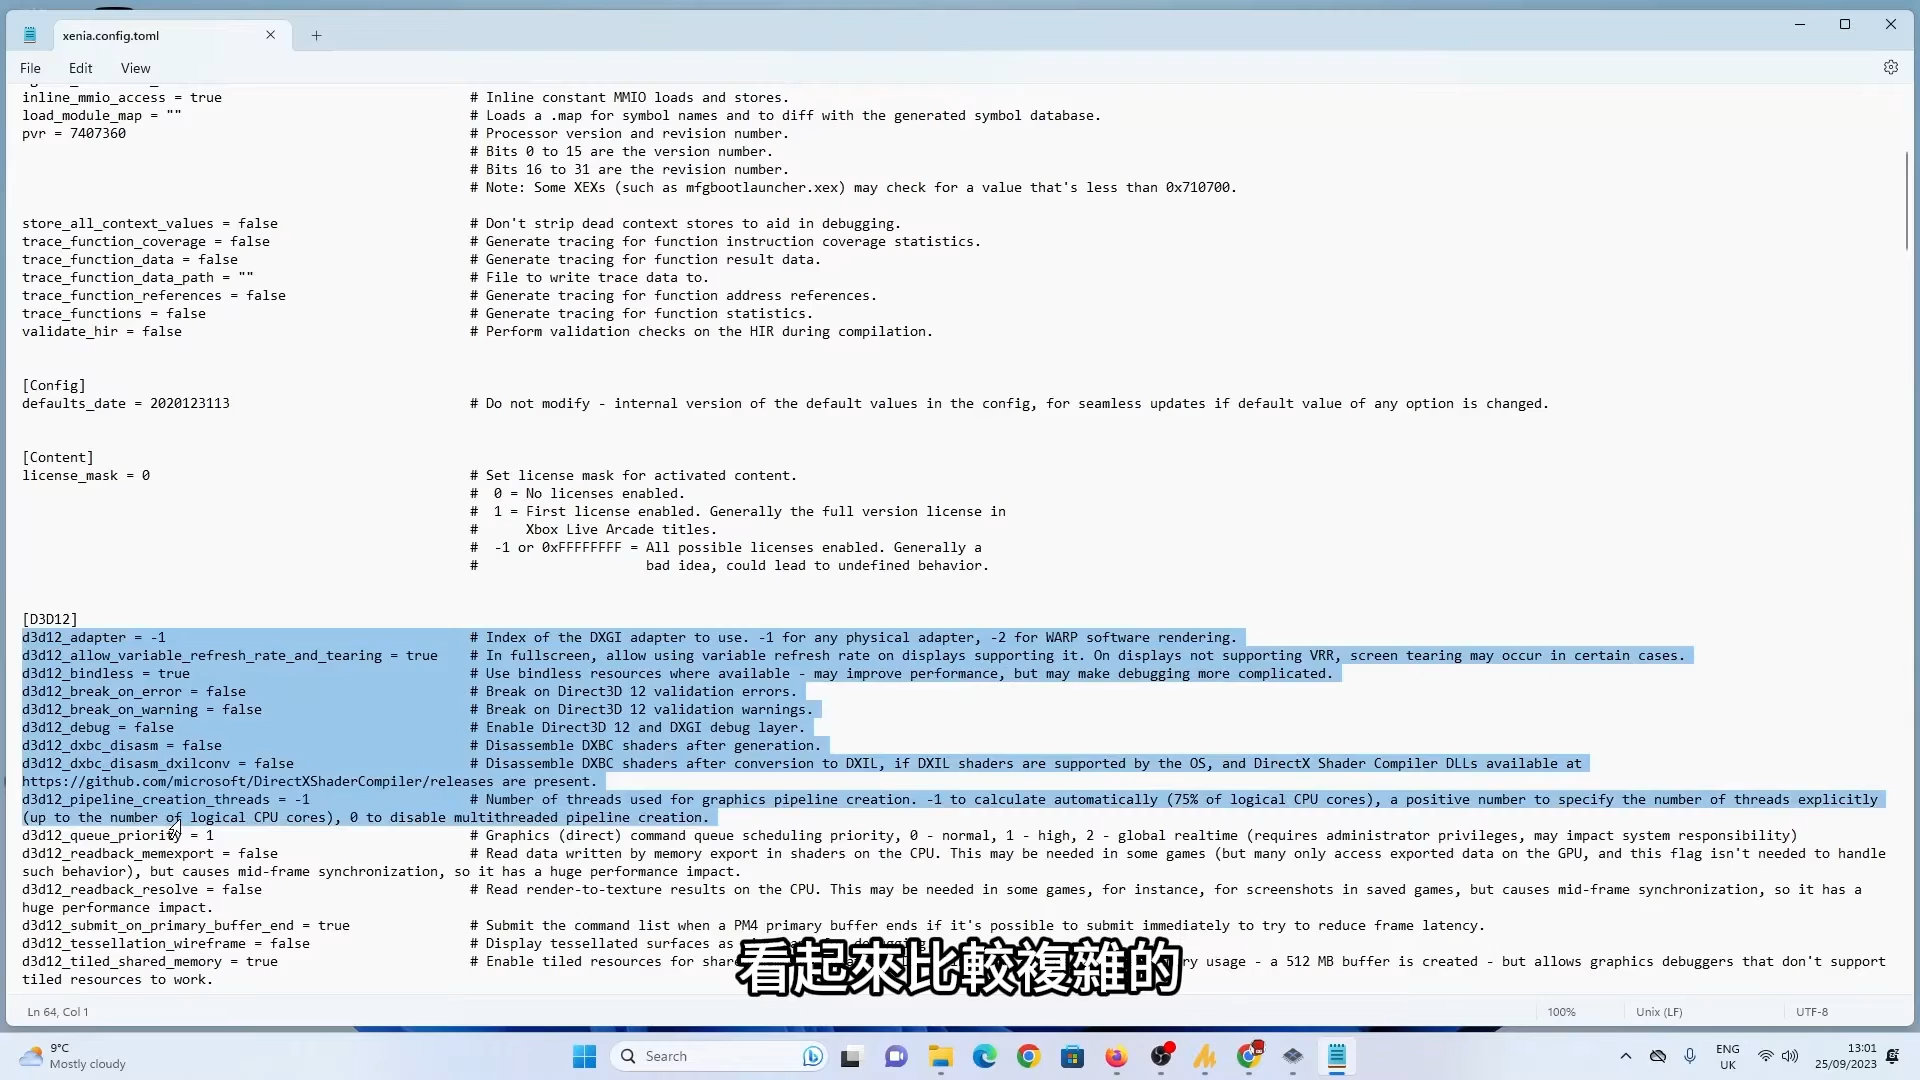 xenia.config.toml
File Edit View
inline_mmio_access = true # Inline constant MMIO loads and stores.
load_module_map = "" # Loads a .map for symbol names and to diff with the generated symbol database.
pvr = 7407360 # Processor version and revision number.
# Bits 0 to 15 are the version number.
# Bits 16 to 31 are the revision number.
# Note: Some XEXs (such as mfgbootlauncher.xex) may check for a value that's less than 0x710700.
store_all_context_values = false # Don't strip dead context stores to aid in debugging.
trace_function_coverage = false # Generate tracing for function instruction coverage statistics.
trace_function_data = false # Generate tracing for function result data.
trace_function_data_path = "" # File to write trace data to.
trace_function_references = false # Generate tracing for function address references.
trace_functions = false # Generate tracing for function statistics.
validate_hir = false # Perform validation checks on the HIR during compilation.
[Config]
defaults_date = 2020123113 # Do not modify - internal version of the default values in the config, for seamless updates if default value of any option is changed.
[Content]
license_mask = 0 # Set license mask for activated content.
# 0 = No licenses enabled.
# 1 = First license enabled. Generally the full version license in
# Xbox Live Arcade titles.
# -1 or 0xFFFFFFFF = All possible licenses enabled. Generally a
# bad idea, could lead to undefined behavior.
[D3D12]
d3d12_adapter = -1 # Index of the DXGI adapter to use. -1 for any physical adapter, -2 for WARP software rendering.
d3d12_allow_variable_refresh_rate_and_tearing = true # In fullscreen, allow using variable refresh rate on displays supporting it. On displays not supporting VRR, screen tearing may occur in certain cases.
d3d12_bindless = true # Use bindless resources where available - may improve performance, but may make debugging more complicated.
d3d12_break_on_error = false # Break on Direct3D 12 validation errors.
d3d12_break_on_warning = false # Break on Direct3D 12 validation warnings.
d3d12_debug = false # Enable Direct3D 12 and DXGI debug layer.
d3d12_dxbc_disasm = false # Disassemble DXBC shaders after generation.
d3d12_dxbc_disasm_dxilconv = false # Disassemble DXBC shaders after conversion to DXIL, if DXIL shaders are supported by the OS, and DirectX Shader Compiler DLLs available at
https://github.com/microsoft/DirectXShaderCompiler/releases are present.
d3d12_pipeline_creation_threads = -1 # Number of threads used for graphics pipeline creation. -1 to calculate automatically (75% of logical CPU cores), a positive number to specify the number of threads explicitly
(up to the number of logical CPU cores), 0 to disable multithreaded pipeline creation.
d3d12_queue_priority = 1 # Graphics (direct) command queue scheduling priority, 0 - normal, 1 - high, 2 - global realtime (requires administrator privileges, may impact system responsibility)
d3d12_readback_memexport = false # Read data written by memory export in shaders on the CPU. This may be needed in some games (but many only access exported data on the GPU, and this flag isn't needed to handle
such behavior), but causes mid-frame synchronization, so it has a huge performance impact.
d3d12_readback_resolve = false # Read render-to-texture results on the CPU. This may be needed in some games, for instance, for screenshots in saved games, but causes mid-frame synchronization, so it has a
huge performance impact.
d3d12_submit_on_primary_buffer_end = true # Submit the command list when a PM4 primary buffer ends if it's possible to submit immediately to try to reduce frame latency.
d3d12_tessellation_wireframe = false # Display tessellated surfaces as
d3d12_tiled_shared_memory = true # Enable tiled resources for usage - a 512 MB buffer is created - but allows graphics debuggers that don't support
tiled resources to work.
看起來比較複雜的
Ln 64, Col 1 100% Unix (LF) UTF-8
9°C
Mostly cloudy
Search
ENG
UK
13:01
25/09/2023